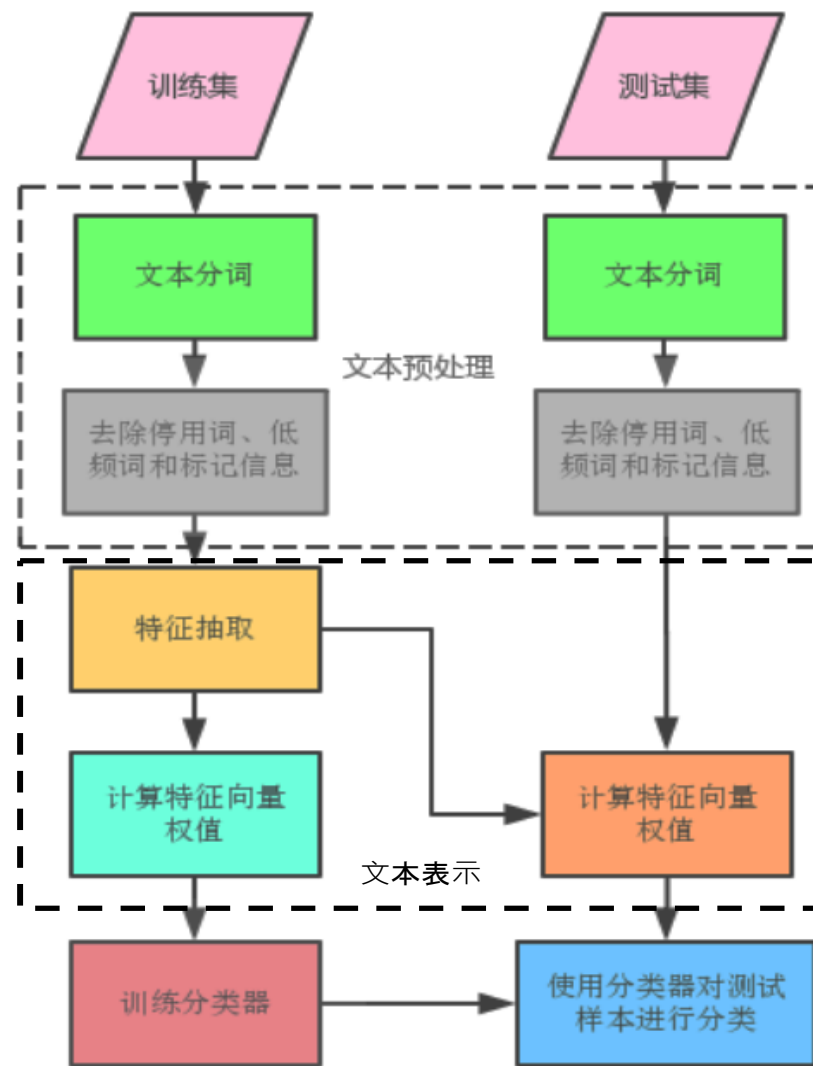 训练集
测试集
文本分词
文本分词
文本预处理
去除停用词、低
频词和标记信息
去除停用词、低
频词和标记信息
特征抽取
计算特征向量
权值
计算特征向量
权值
文本表示
训练分类器
使用分类器对测试
样本进行分类